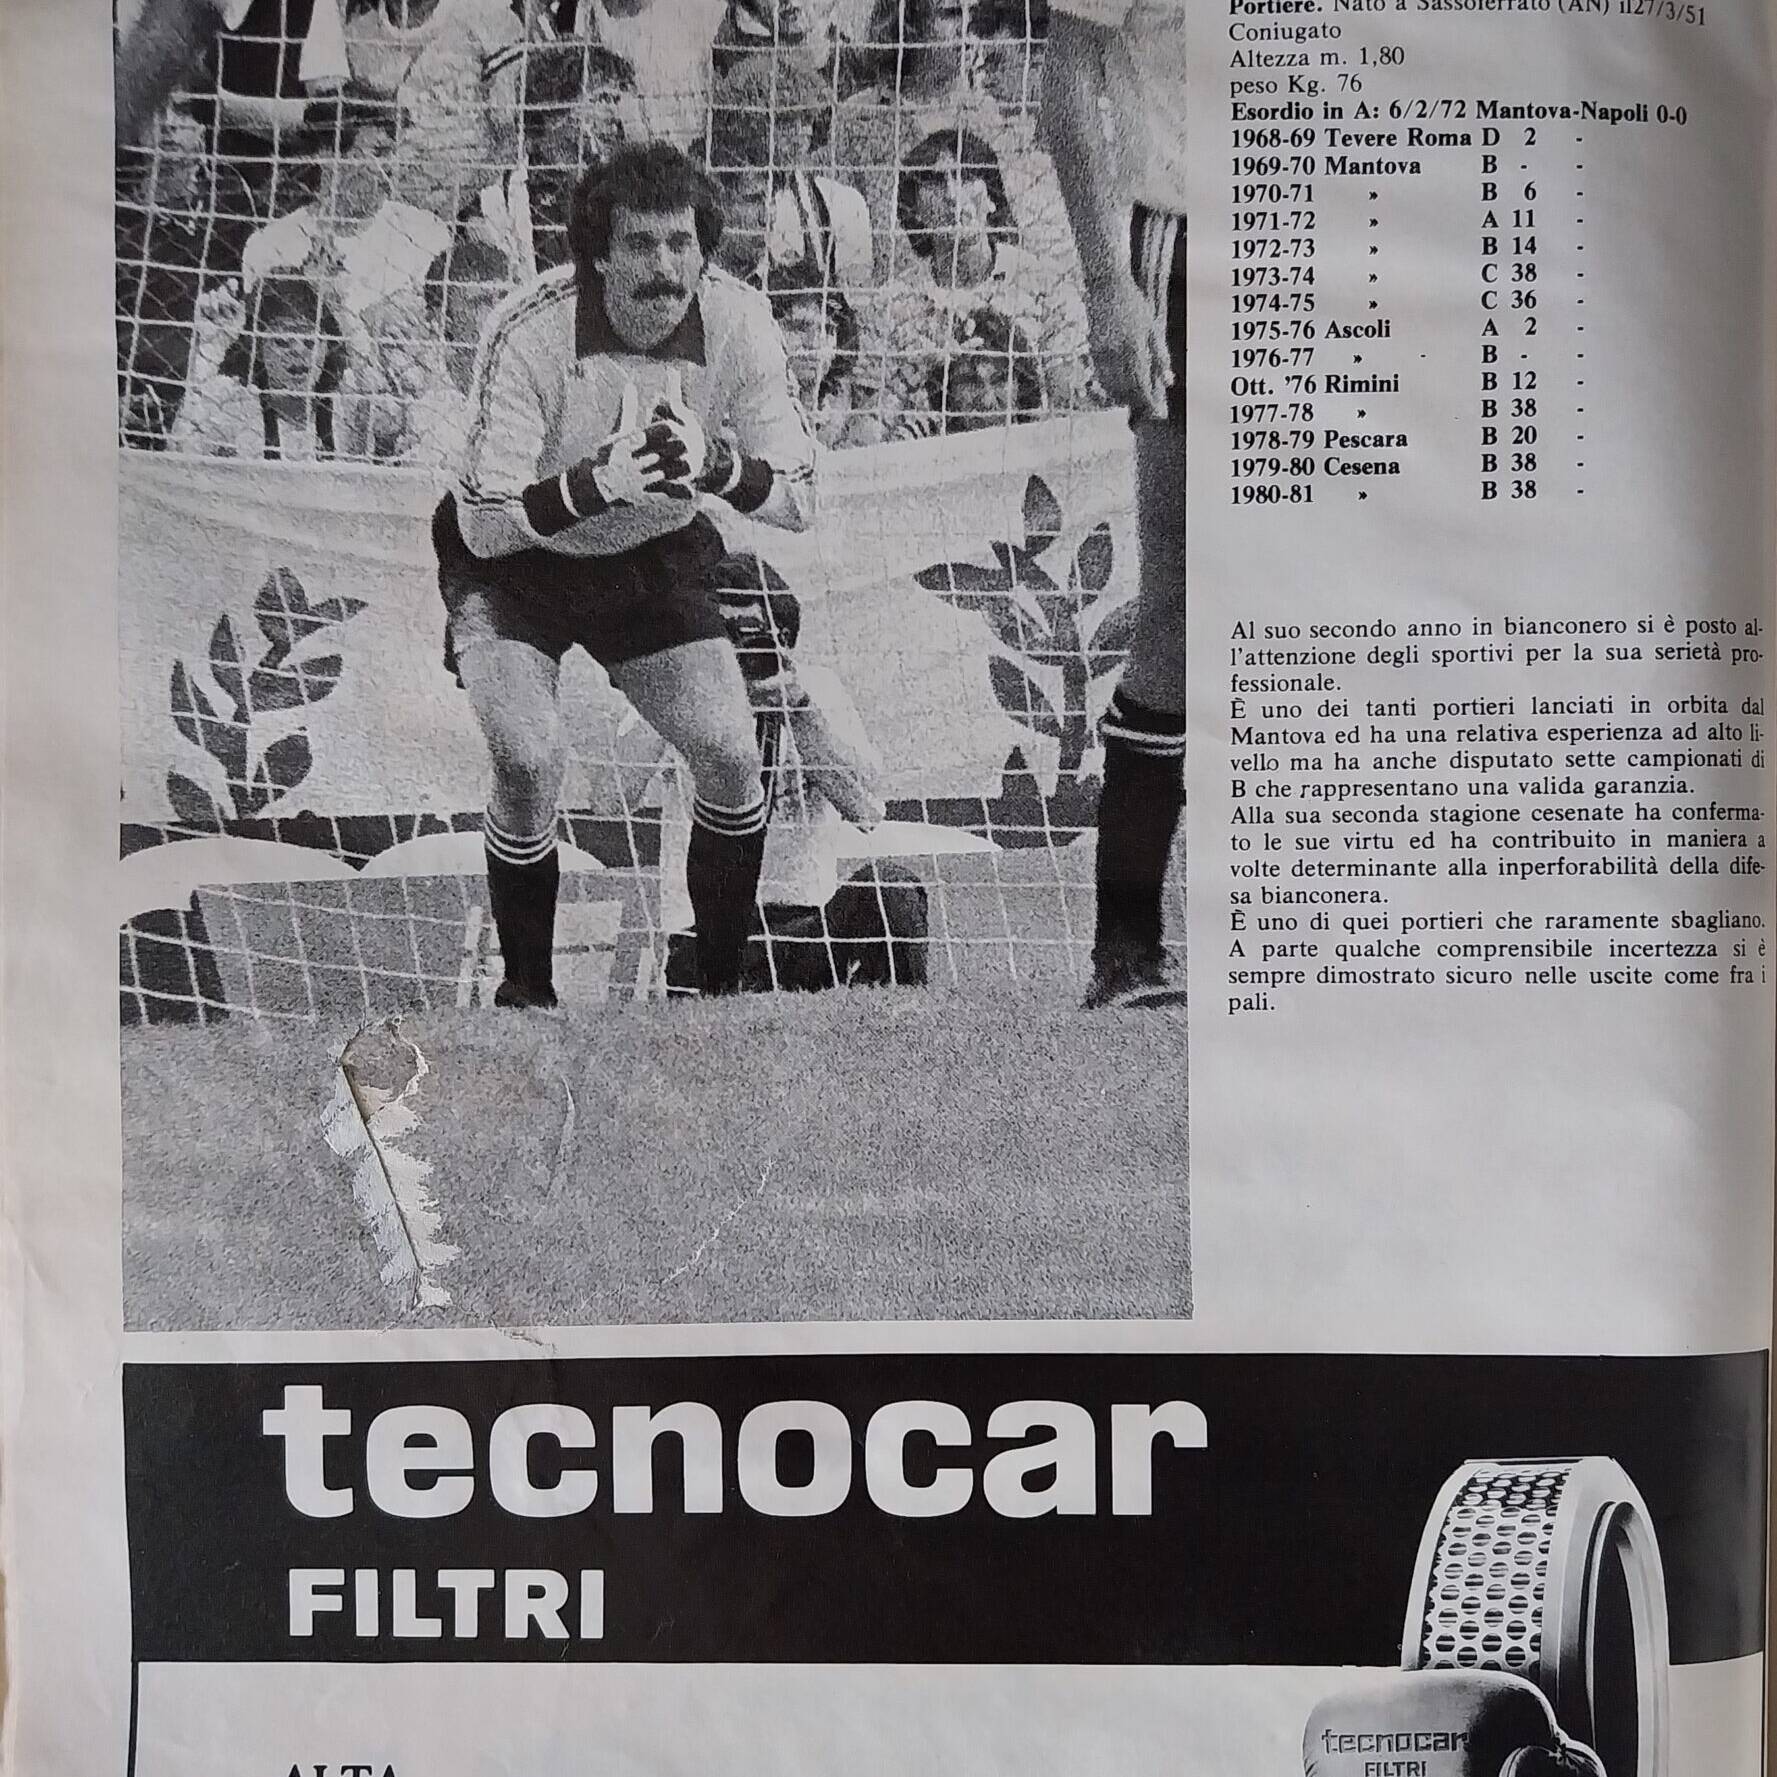 Portiere. Nato a Sassoferrato (AN) il 27/3/51
Coniugato
Altezza m. 1,80
peso Kg. 76
Esordio in A: 6/2/72 Mantova-Napoli 0-0
1968-69 Tevere Roma D 2 -
1969-70 Mantova B - -
1970-71 » B 6 -
1971-72 » A 11 -
1972-73 » B 14 -
1973-74 » C 38 -
1974-75 » C 36 -
1975-76 Ascoli A 2 -
1976-77 » - B - -
Ott. '76 Rimini B 12 -
1977-78 » B 38 -
1978-79 Pescara B 20 -
1979-80 Cesena B 38 -
1980-81 » B 38 -
Al suo secondo anno in bianconero si è posto al-
l'attenzione degli sportivi per la sua serietà pro-
fessionale.
È uno dei tanti portieri lanciati in orbita dal
Mantova ed ha una relativa esperienza ad alto li-
vello ma ha anche disputato sette campionati di
B che rappresentano una valida garanzia.
Alla sua seconda stagione cesenate ha conferma-
to le sue virtu ed ha contribuito in maniera a
volte determinante alla inperforabilità della dife-
sa bianconera.
È uno di quei portieri che raramente sbagliano.
A parte qualche comprensibile incertezza si è
sempre dimostrato sicuro nelle uscite come fra i
pali.
tecnocar
FILTRI
ALTA
tecnocar
FILTRI